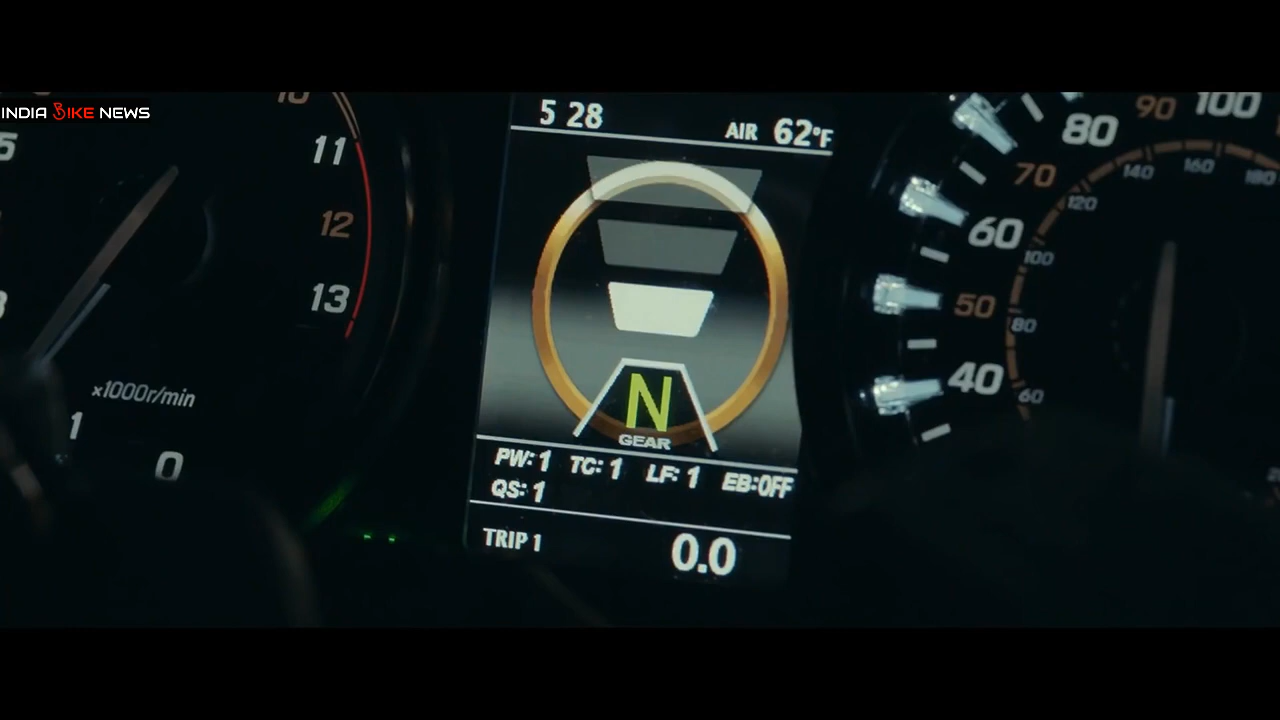 INDIA BIKE NEWS
5 28
AIR 62°F
N
GEAR
PW: 1 TC: 1 LF: 1 EB:OFF
QS: 1
TRIP 1 0.0
11
12
13
x1000r/min
1
0
100
90
80
70
60
50
40
180
160
140
120
100
80
60